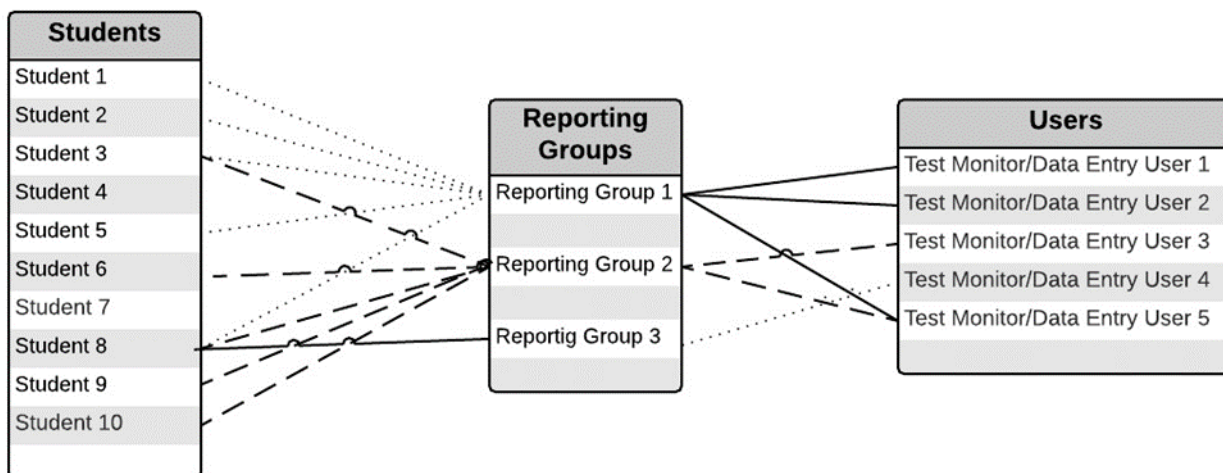 Students
Student 1
Student 2
Student 3
Student 4
Student 5
Student 6
Student 7
Student 8
Student 9
Student 10
Reporting
Groups
Reporting Group 1
Reporting Group 2
Reportig Group 3
Users
Test Monitor/Data Entry User 1
Test Monitor/Data Entry User 2
Test Monitor/Data Entry User 3
Test Monitor/Data Entry User 4
Test Monitor/Data Entry User 5